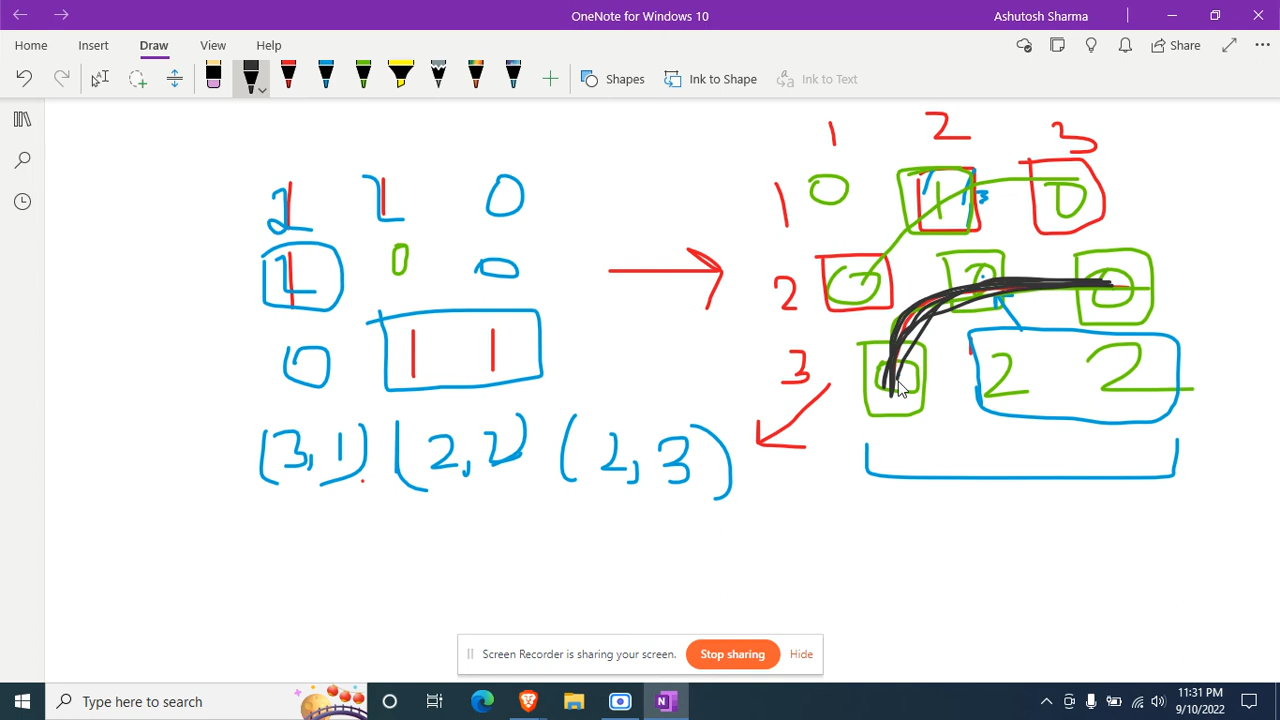 OneNote for Windows 10
Ashutosh Sharma
Home Insert Draw View Help
Share
Shapes Ink to Shape Ink to Text
1 2 3
1 1 0
1 0 1 0
1 0 0
2 0 2 0
0 1 1
3 0 2 2
(3,1) (2,2) (2,3)
Screen Recorder is sharing your screen. Stop sharing Hide
Type here to search
11:31 PM
9/10/2022